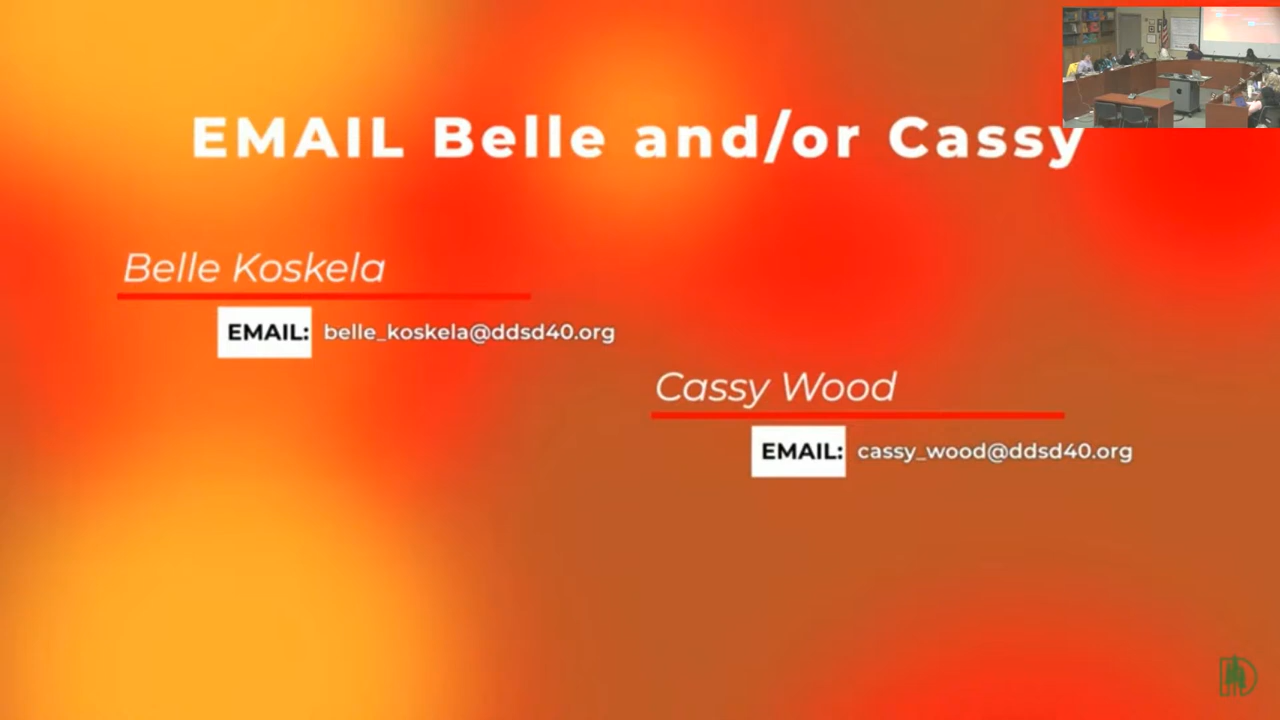 EMAIL Belle and/or Cassy
Belle Koskela
EMAIL: belle_koskela@ddsd40.org
Cassy Wood
EMAIL: cassy_wood@ddsd40.org